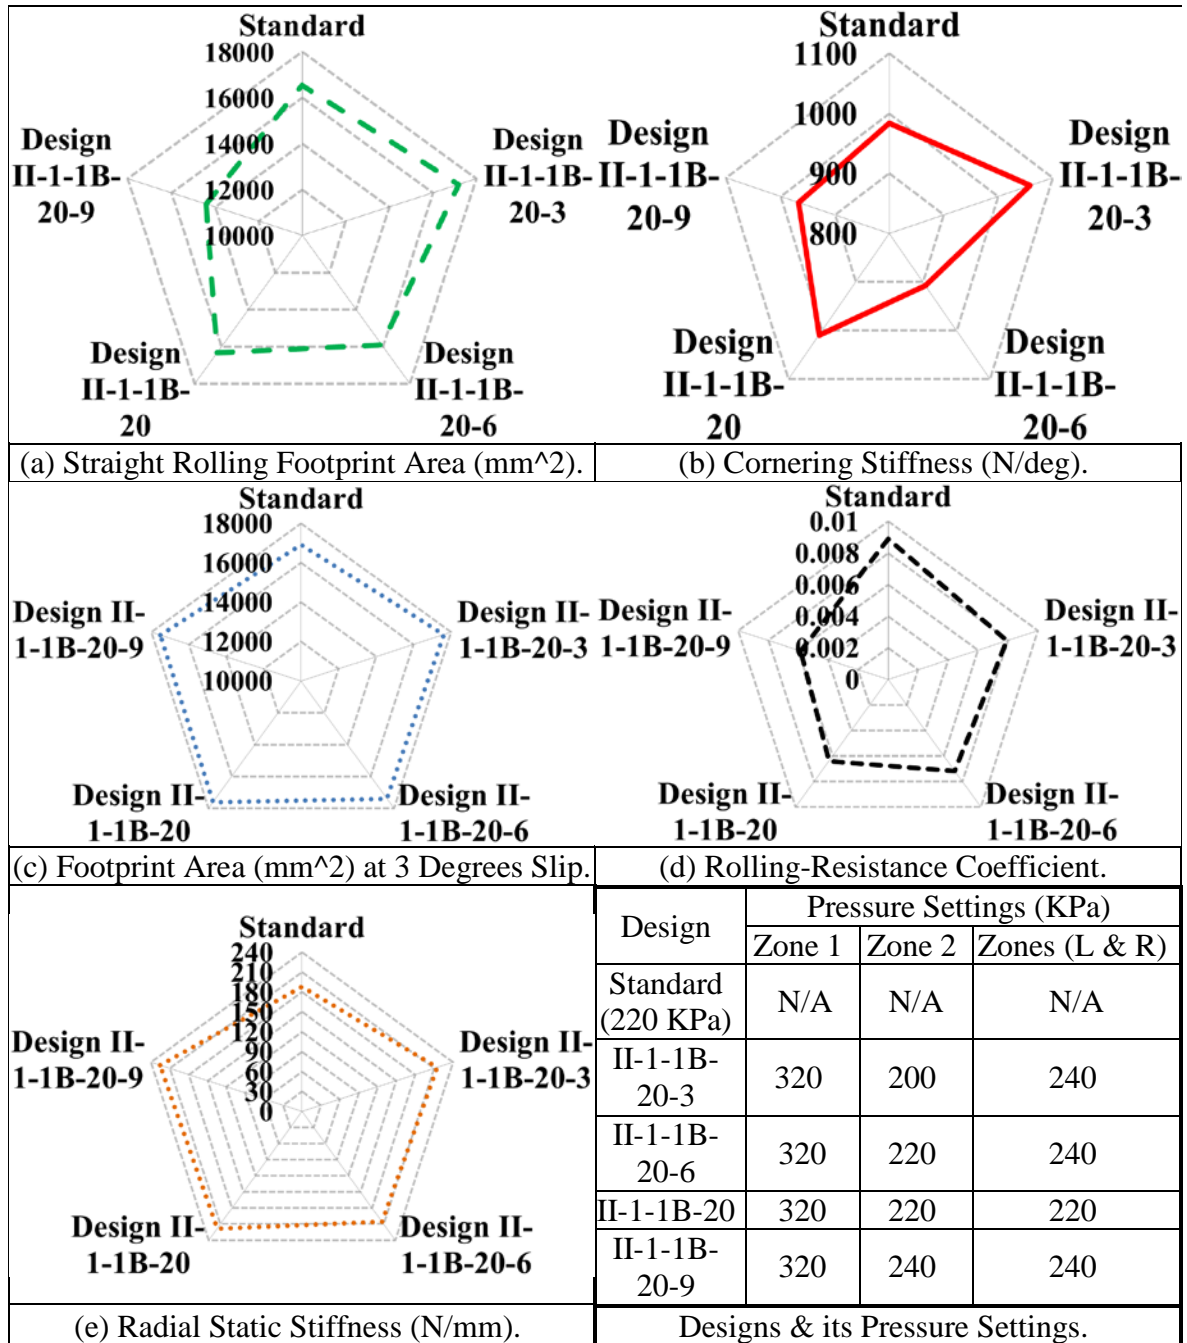 Standard
18000
16000
14000
12000
10000
Design
II-1-1B-
20-3
Design
II-1-1B-
20-6
Design
II-1-1B-
20
Design
II-1-1B-
20-9
(a) Straight Rolling Footprint Area (mm^2).
Standard
1100
1000
900
800
Design
II-1-1B-
20-3
Design
II-1-1B-
20-6
Design
II-1-1B-
20
Design
II-1-1B-
20-9
(b) Cornering Stiffness (N/deg).
Standard
18000
16000
14000
12000
10000
Design II-
1-1B-20-3
Design II-
1-1B-20-6
Design II-
1-1B-20
Design II-
1-1B-20-9
(c) Footprint Area (mm^2) at 3 Degrees Slip.
Standard
0.01
0.008
0.006
0.004
0.002
0
Design II-
1-1B-20-3
Design II-
1-1B-20-6
Design II-
1-1B-20
Design II-
1-1B-20-9
(d) Rolling-Resistance Coefficient.
Standard
240
210
180
150
120
90
60
30
0
Design II-
1-1B-20-3
Design II-
1-1B-20-6
Design II-
1-1B-20
Design II-
1-1B-20-9
(e) Radial Static Stiffness (N/mm).
Design Pressure Settings (KPa)
Zone 1 Zone 2 Zones (L & R)
Standard
(220 KPa) N/A N/A N/A
II-1-1B-
20-3 320 200 240
II-1-1B-
20-6 320 220 240
II-1-1B-20 320 220 220
II-1-1B-
20-9 320 240 240
Designs & its Pressure Settings.